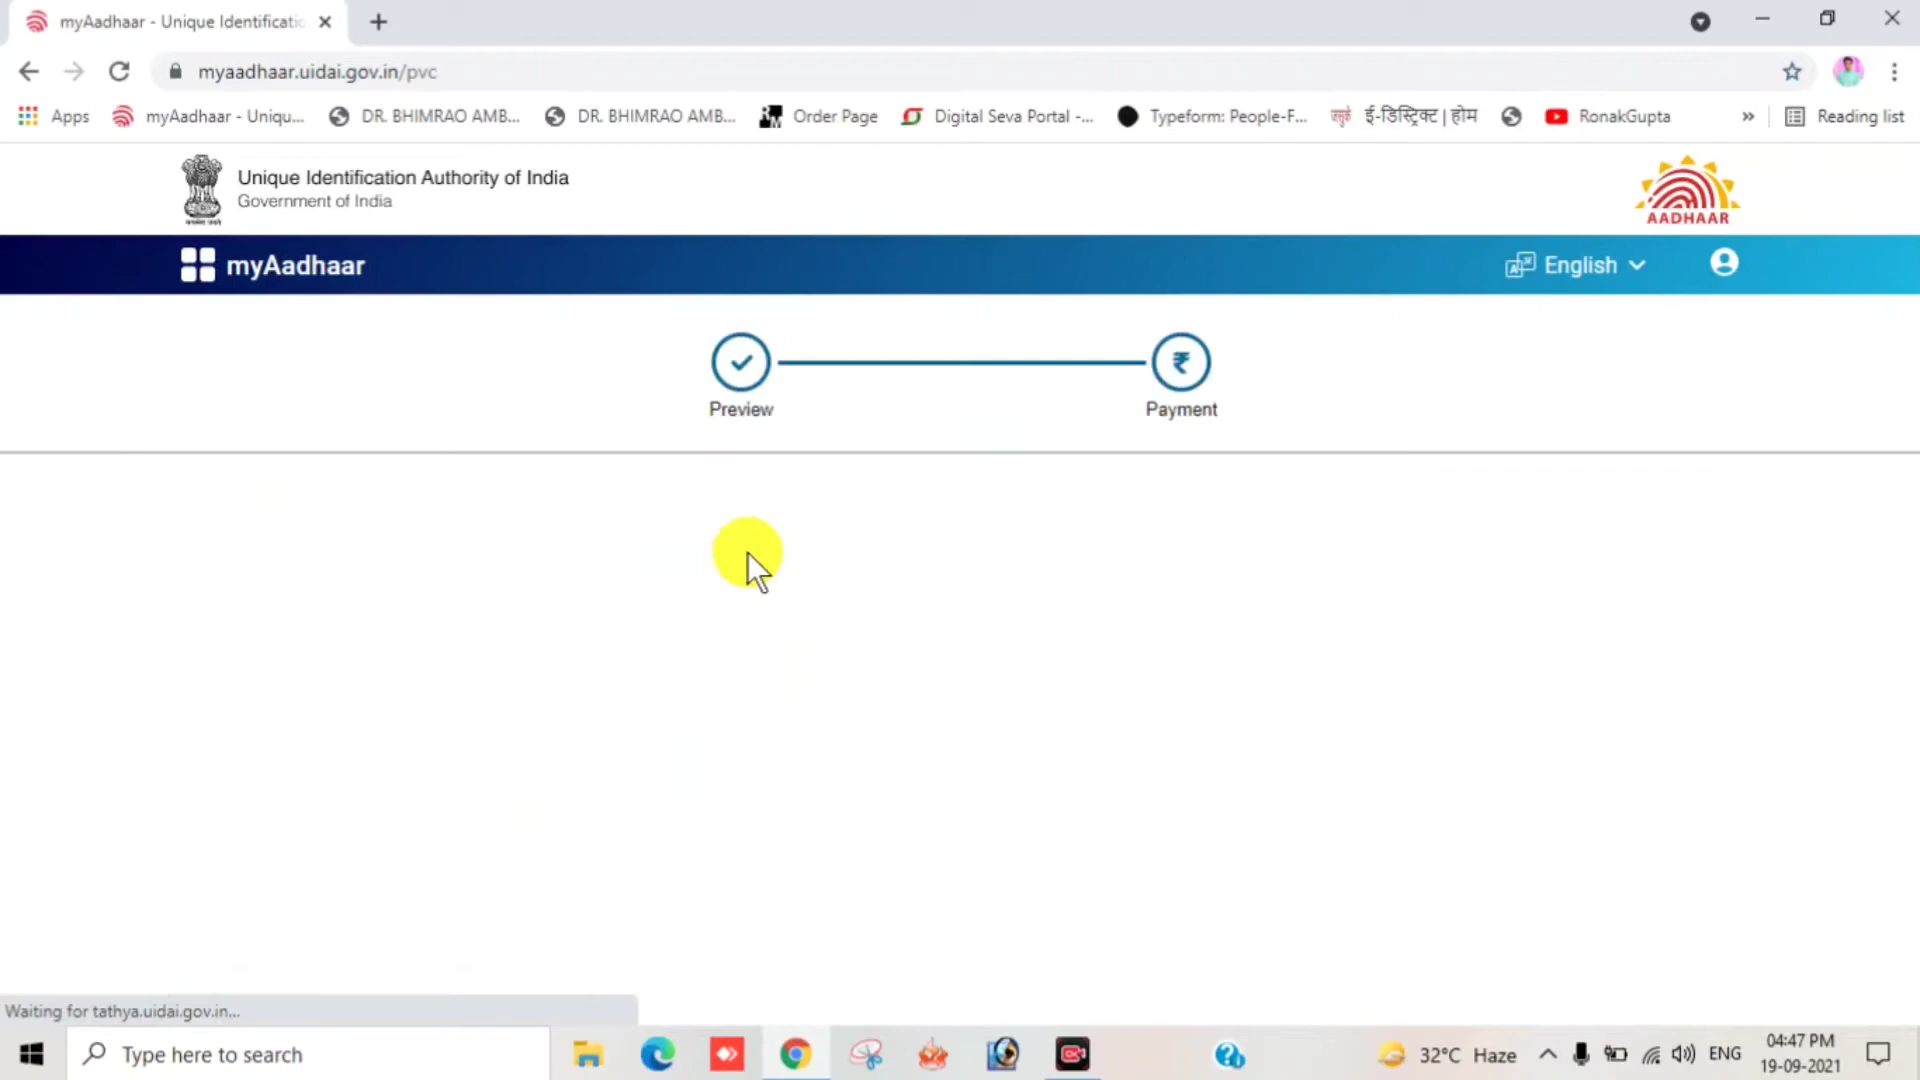 myAadhaar - Unique Identificatio
myaadhaar.uidai.gov.in/pvc
Apps myAadhaar - Uniqu... DR. BHIMRAO AMB... DR. BHIMRAO AMB... Order Page Digital Seva Portal -... Typeform: People-F... ई-डिस्ट्रिक्ट | होम RonakGupta » Reading list
Unique Identification Authority of India
Government of India
AADHAAR
myAadhaar English
₹
Preview Payment
Waiting for tathya.uidai.gov.in...
Type here to search 32°C Haze ENG 04:47 PM
19-09-2021